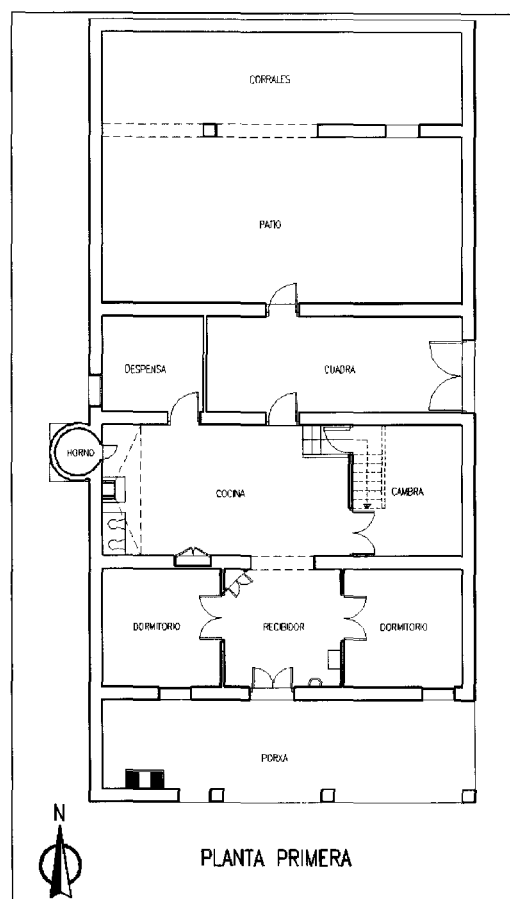 CORRALES
PATIO
DESPENSA
CUADRA
HORNO
COCINA
CAMBRA
DORMITORIO
RECIBIDOR
DORMITORIO
PORXA
N
PLANTA PRIMERA